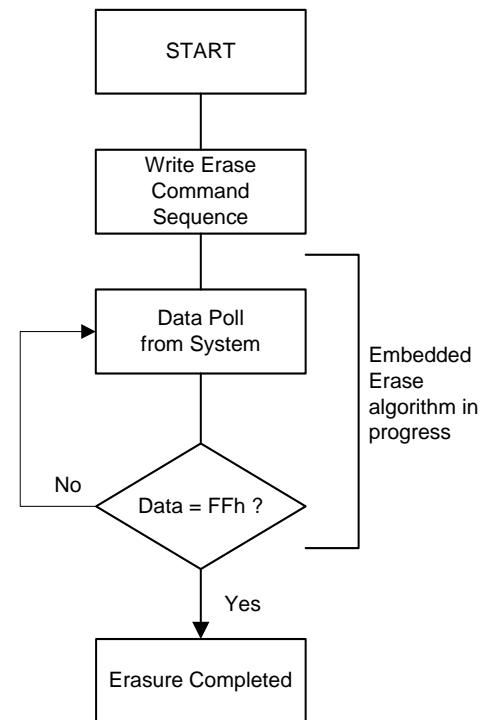 START
Write Erase
Command
Sequence
Data Poll
from System
Embedded
Erase
algorithm in
progress
No
Data = FFh ?
Yes
Erasure Completed